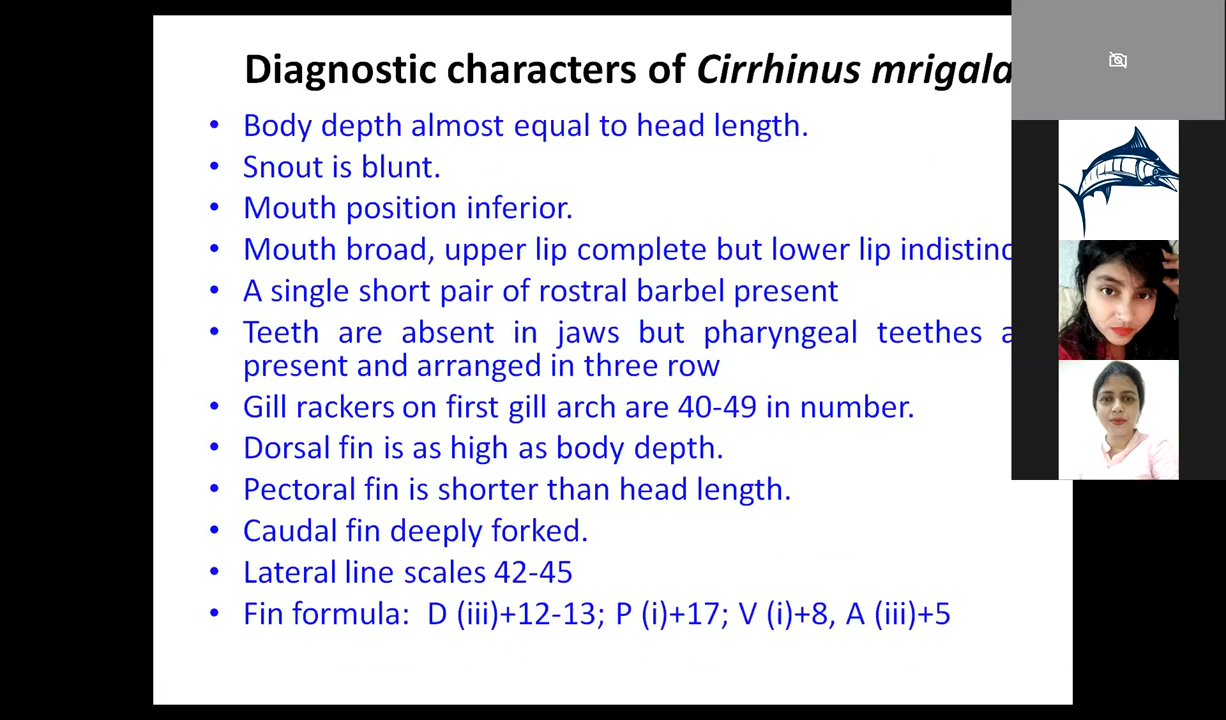 Diagnostic characters of Cirrhinus mrigala
• Body depth almost equal to head length.
• Snout is blunt.
• Mouth position inferior.
• Mouth broad, upper lip complete but lower lip indistinc
• A single short pair of rostral barbel present
• Teeth are absent in jaws but pharyngeal teethes a
present and arranged in three row
• Gill rackers on first gill arch are 40-49 in number.
• Dorsal fin is as high as body depth.
• Pectoral fin is shorter than head length.
• Caudal fin deeply forked.
• Lateral line scales 42-45
• Fin formula: D (iii)+12-13; P (i)+17; V (i)+8, A (iii)+5